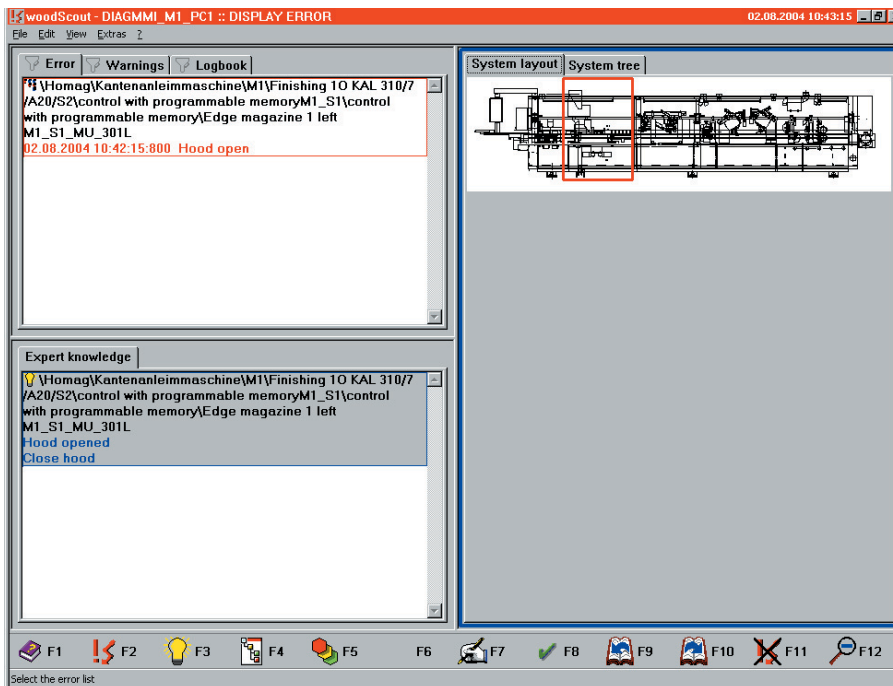 woodScout - DIAGMMI_M1_PC1 :: DISPLAY ERROR
02.08.2004 10:43:15
File Edit View Extras ?
Error Warnings Logbook
\Homag\Kantenanleimmaschine\M1\Finishing 1O KAL 310/7
/A20/S2\control with programmable memoryM1_S1\control
with programmable memory\Edge magazine 1 left
M1_S1_MU_301L
02.08.2004 10:42:15:800 Hood open
Expert knowledge
\Homag\Kantenanleimmaschine\M1\Finishing 1O KAL 310/7
/A20/S2\control with programmable memoryM1_S1\control
with programmable memory\Edge magazine 1 left
M1_S1_MU_301L
Hood opened
Close hood
System layout System tree
F1 F2 F3 F4 F5 F6 F7 F8 F9 F10 F11 F12
Select the error list